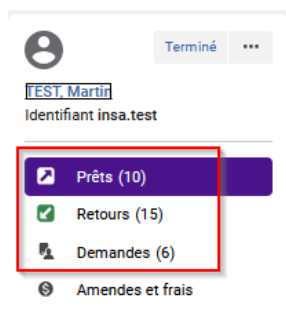 Terminé
TEST, Martin
Identifiant insa.test
Prêts (10)
Retours (15)
Demandes (6)
Amendes et frais